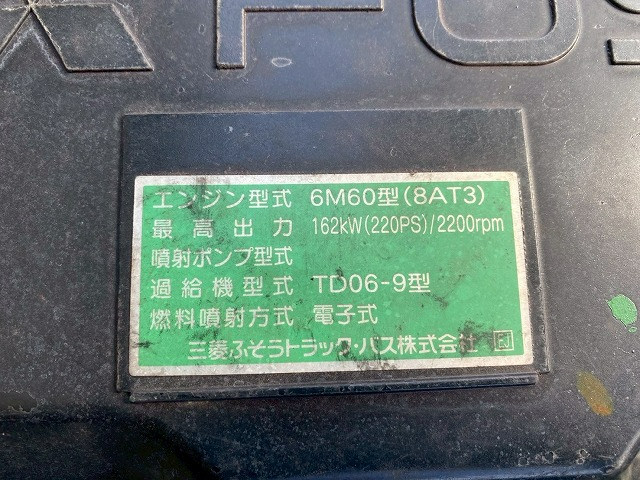 FUS
エンジン型式 6M60型(8AT3)
最高出力 162kW(220PS)/2200rpm
噴射ポンプ型式
過給機型式 TD06-9型
燃料噴射方式 電子式
三菱ふそうトラック・バス株式会社 FJ